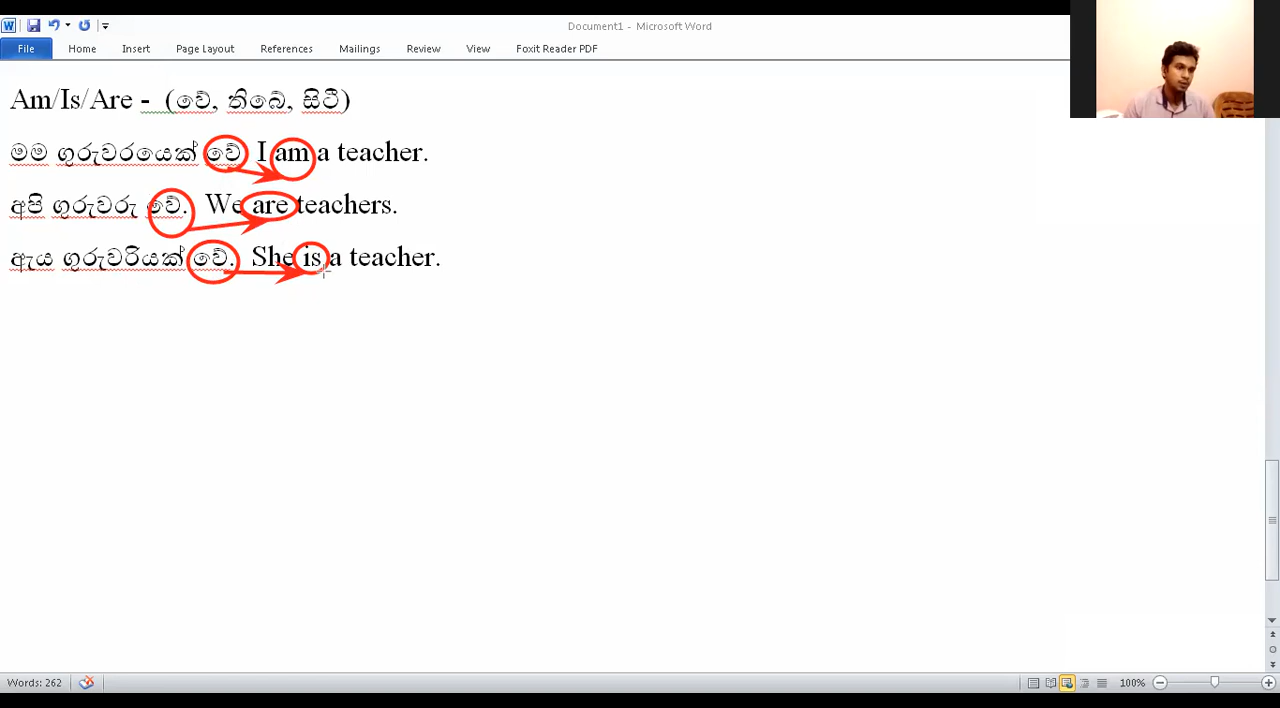 Document1 - Microsoft Word
File Home Insert Page Layout References Mailings Review View Foxit Reader PDF
Am/Is/Are - (වේ, තිබේ, සිටී)
මම ගුරුවරයෙක් වේ I am a teacher.
අපි ගුරුවරු වේ. We are teachers.
ඇය ගුරුවරියක් වේ. She is a teacher.
Words: 262 100%